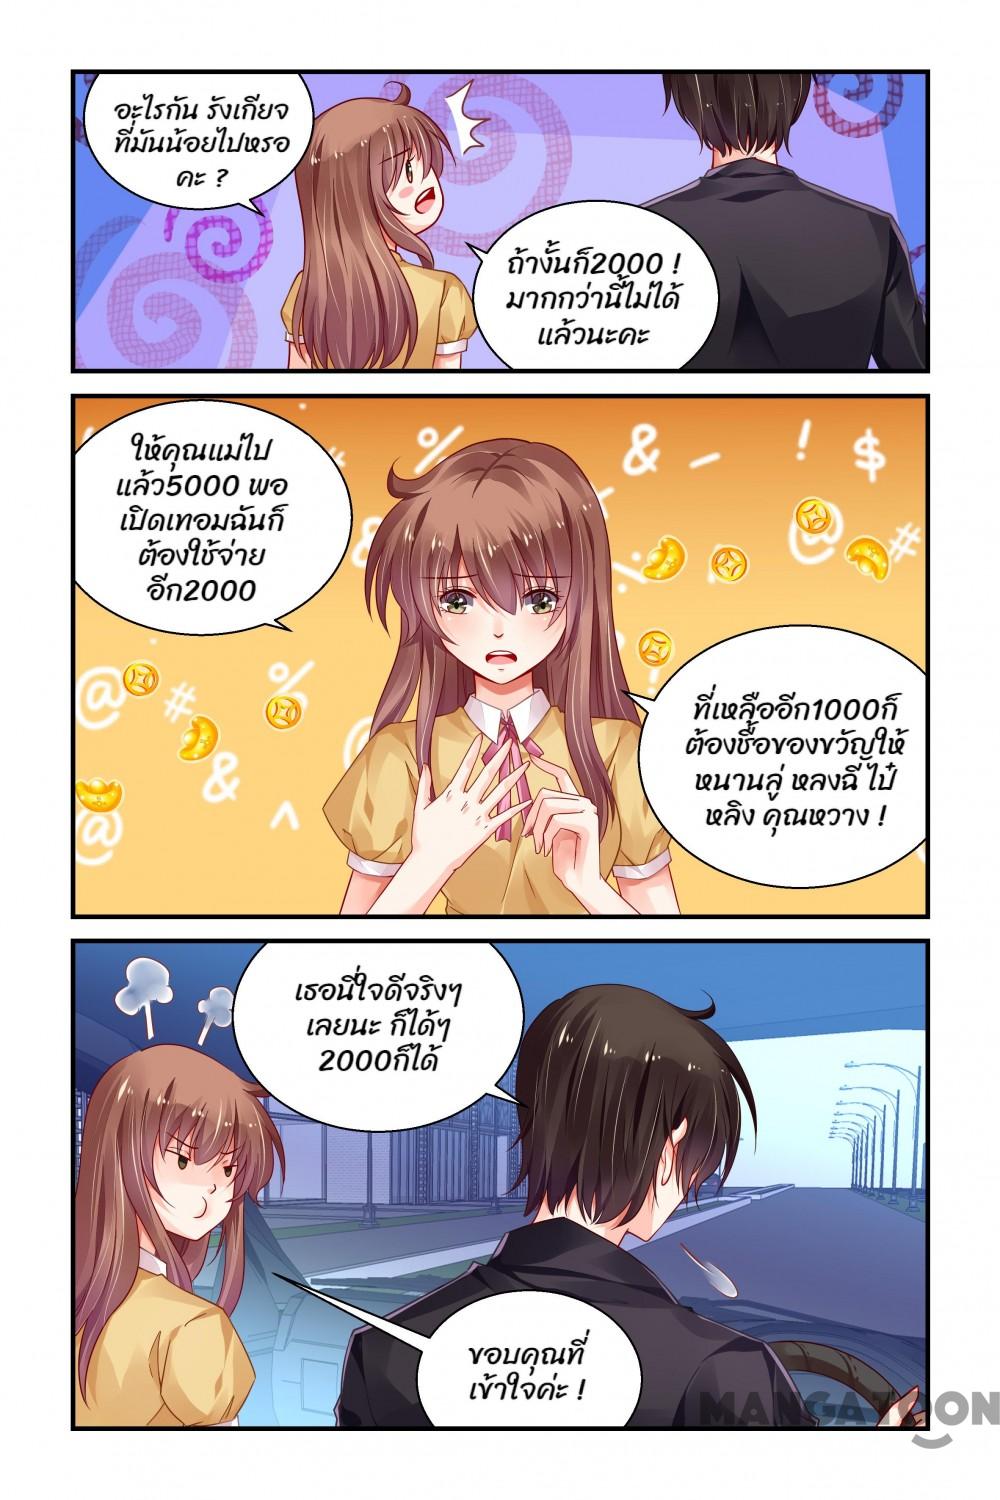 อะไรกัน รังเกียจ
ที่มันน้อยไปหรอ
คะ ?
ถ้างั้นก็2000 !
มากกว่านี้ไม่ได้
แล้วนะคะ
ให้คุณแม่ไป
แล้ว5000 พอ
เปิดเทอมฉันก็
ต้องใช้จ่าย
อีก2000
ที่เหลืออีก1000ก็
ต้องซื้อของขวัญให้
หนานลู่ หลงฉี ไป๋
หลิง คุณหวาง !
เธอนี่ใจดีจริงๆ
เลยนะ ก็ได้ๆ
2000ก็ได้
ขอบคุณที่
เข้าใจค่ะ !
MANGATOON